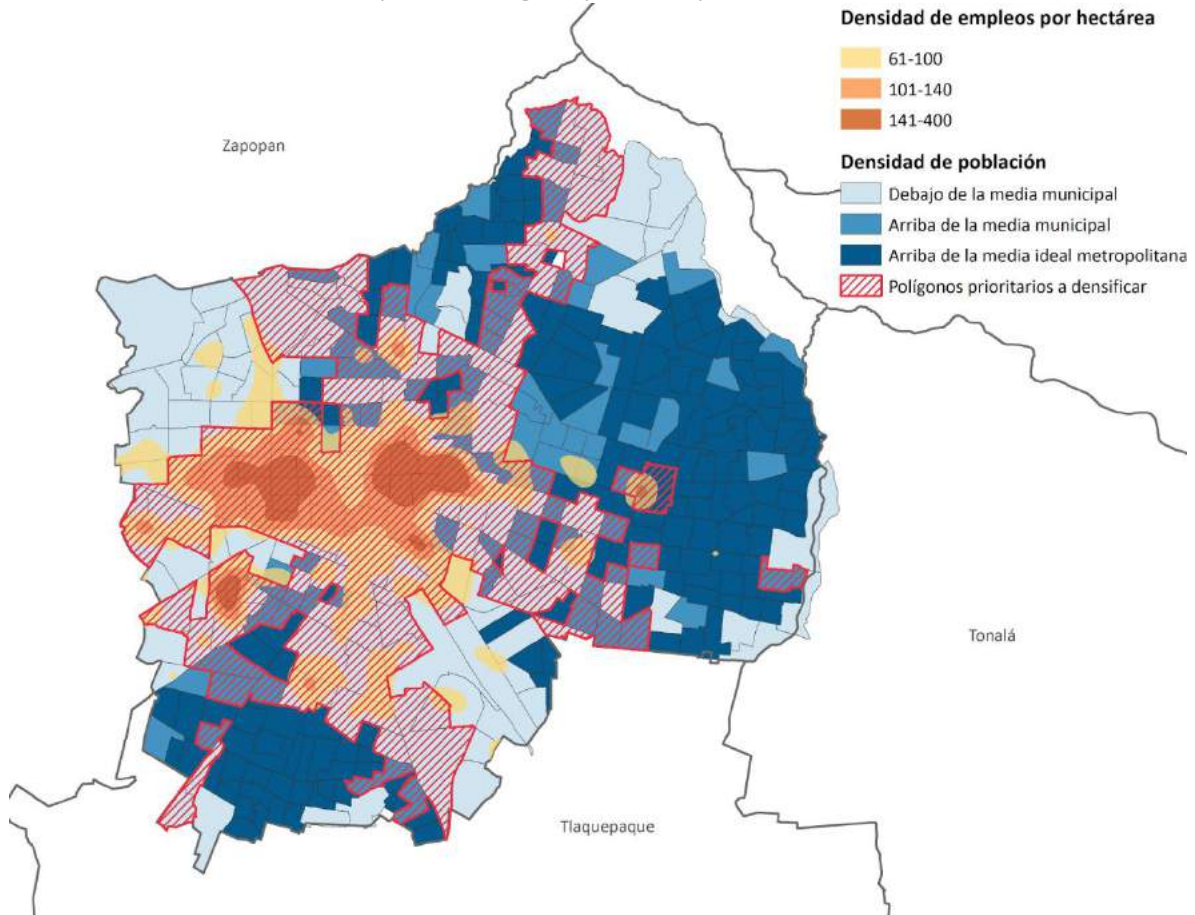 Densidad de empleos por hectárea
61-100
101-140
141-400
Densidad de población
Debajo de la media municipal
Arriba de la media municipal
Arriba de la media ideal metropolitana
Polígonos prioritarios a densificar
Zapopan
Tonalá
Tlaquepaque